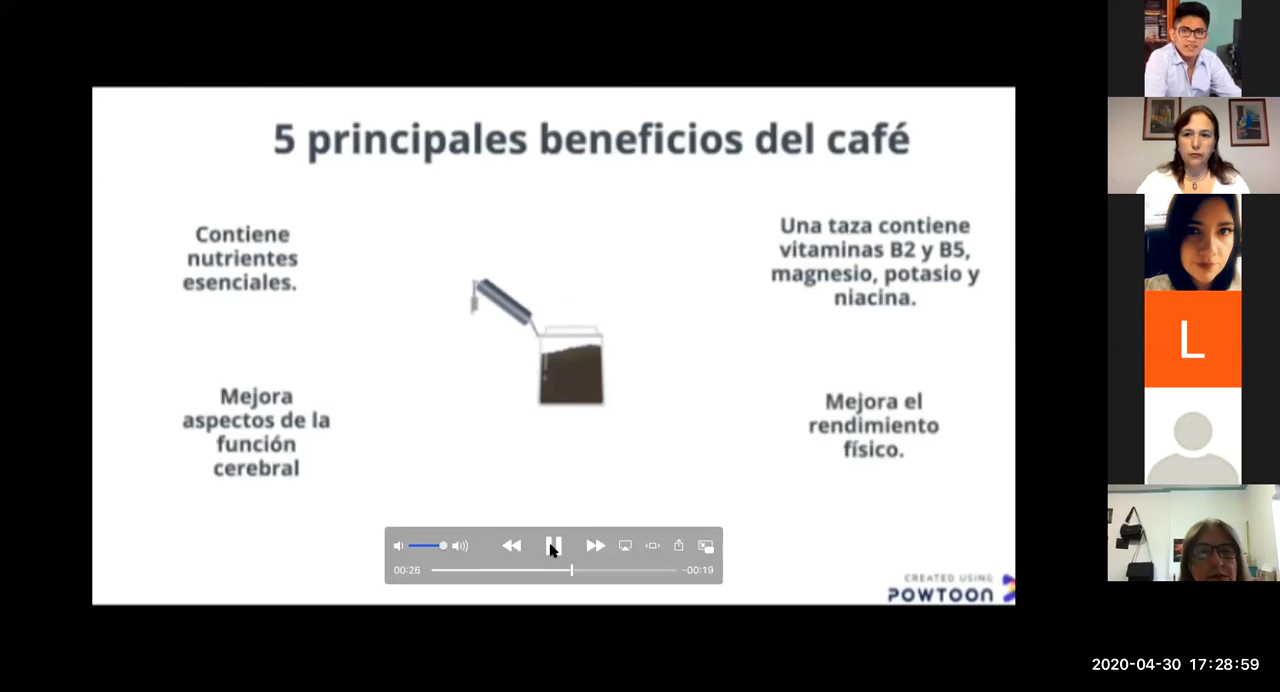 5 principales beneficios del café
Contiene
nutrientes
esenciales.
Una taza contiene
vitaminas B2 y B5,
magnesio, potasio y
niacina.
Mejora
aspectos de la
función
cerebral
Mejora el
rendimiento
físico.
00:26
-00:19
CREATED USING
POWTOON
L
2020-04-30 17:28:59